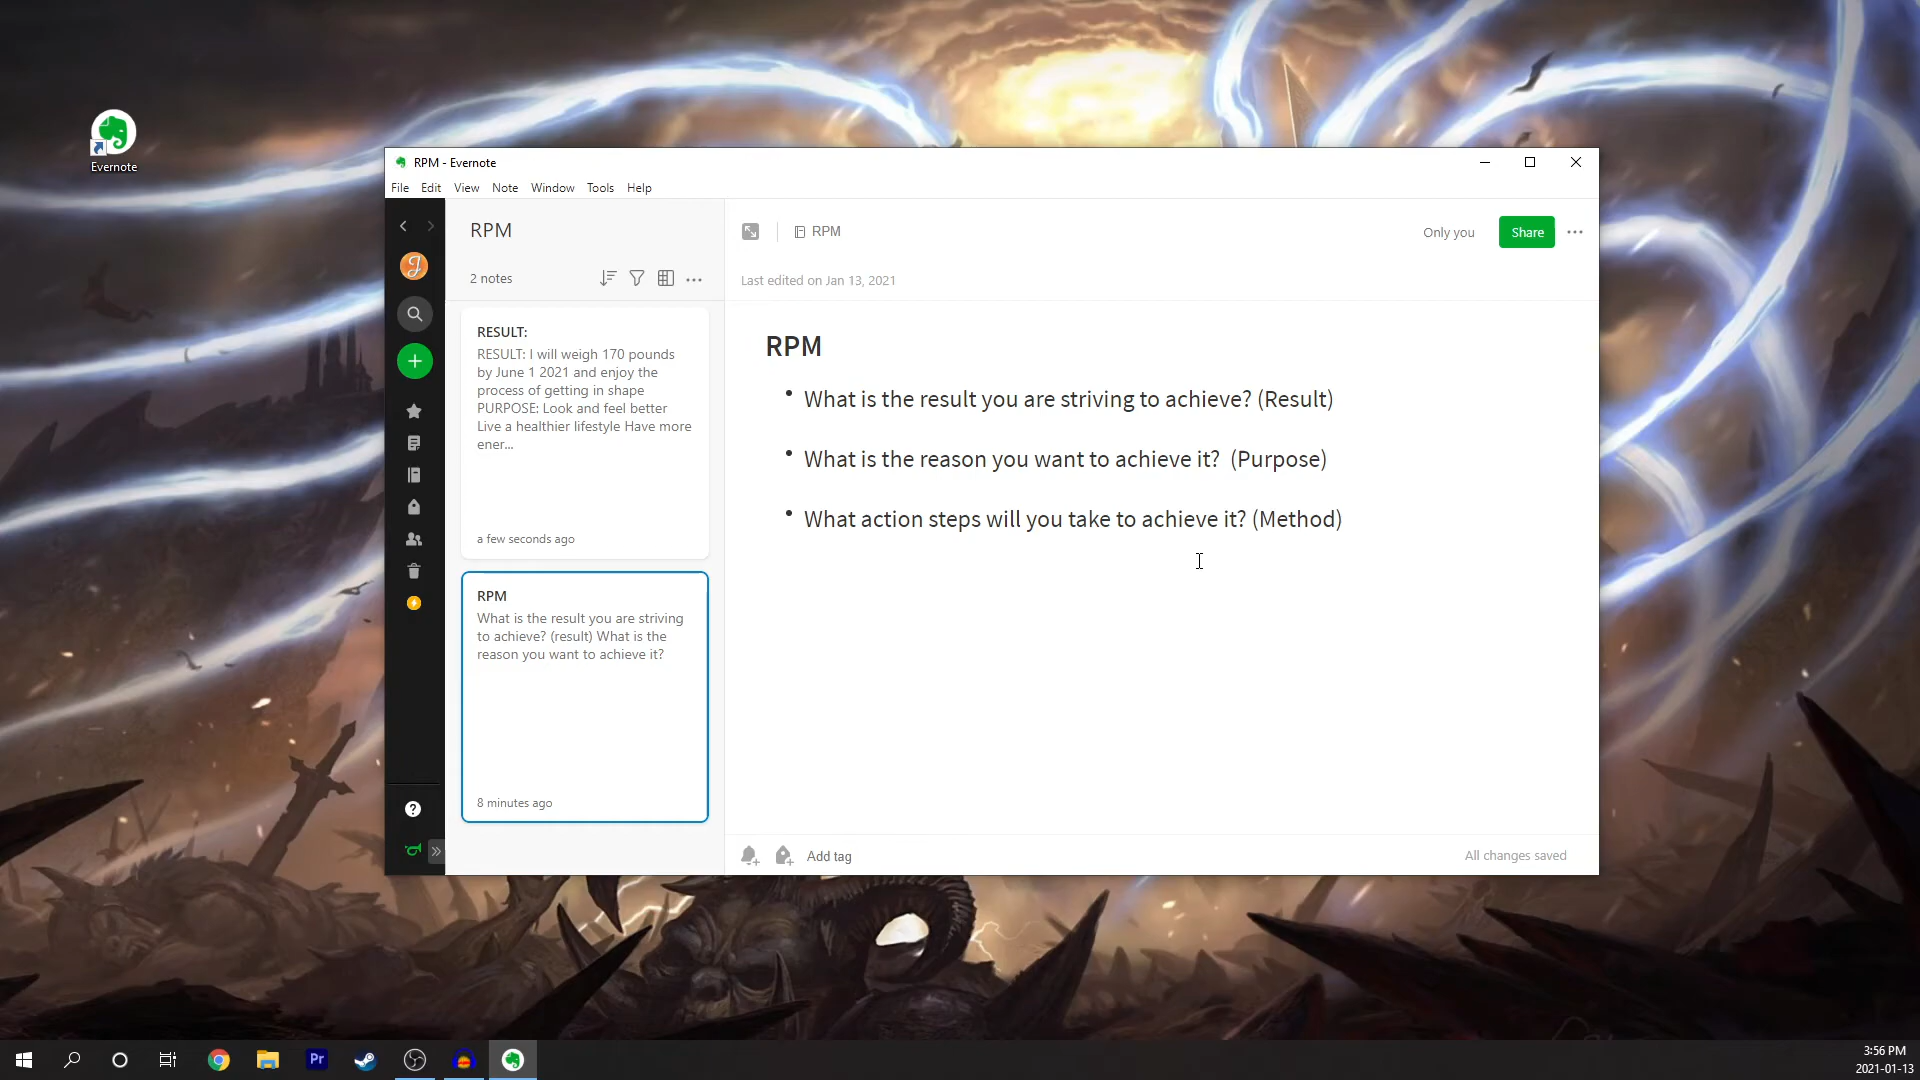 Evernote
RPM - Evernote
File Edit View Note Window Tools Help
RPM
2 notes
RESULT:
RESULT: I will weigh 170 pounds
by June 1 2021 and enjoy the
process of getting in shape
PURPOSE: Look and feel better
Live a healthier lifestyle Have more
ener...
a few seconds ago
RPM
What is the result you are striving
to achieve? (result) What is the
reason you want to achieve it?
8 minutes ago
RPM
Only you
Share
Last edited on Jan 13, 2021
RPM
• What is the result you are striving to achieve? (Result)
• What is the reason you want to achieve it?  (Purpose)
• What action steps will you take to achieve it? (Method)
Add tag
All changes saved
Pr
3:56 PM
2021-01-13